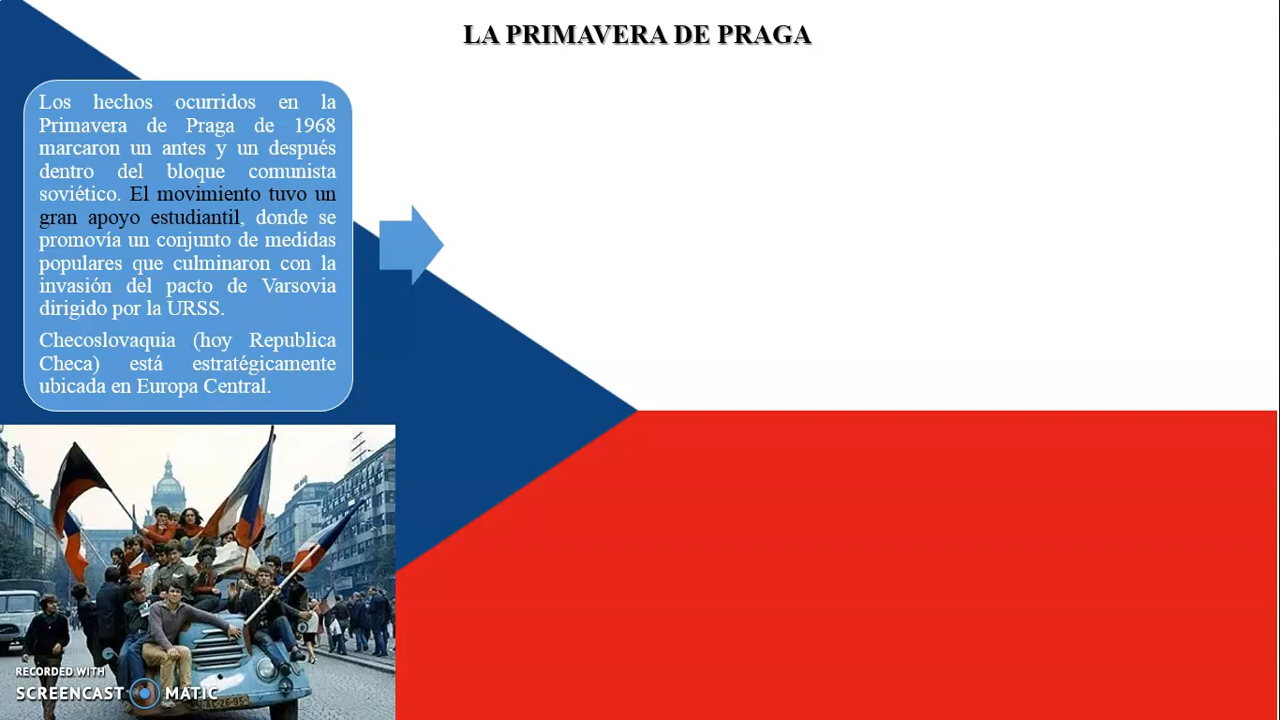 LA PRIMAVERA DE PRAGA
Los hechos ocurridos en la
Primavera de Praga de 1968
marcaron un antes y un después
dentro del bloque comunista
soviético. El movimiento tuvo un
gran apoyo estudiantil, donde se
promovía un conjunto de medidas
populares que culminaron con la
invasión del pacto de Varsovia
dirigido por la URSS.
Checoslovaquia (hoy Republica
Checa) está estratégicamente
ubicada en Europa Central.
RECORDED WITH
SCREENCAST MATIC